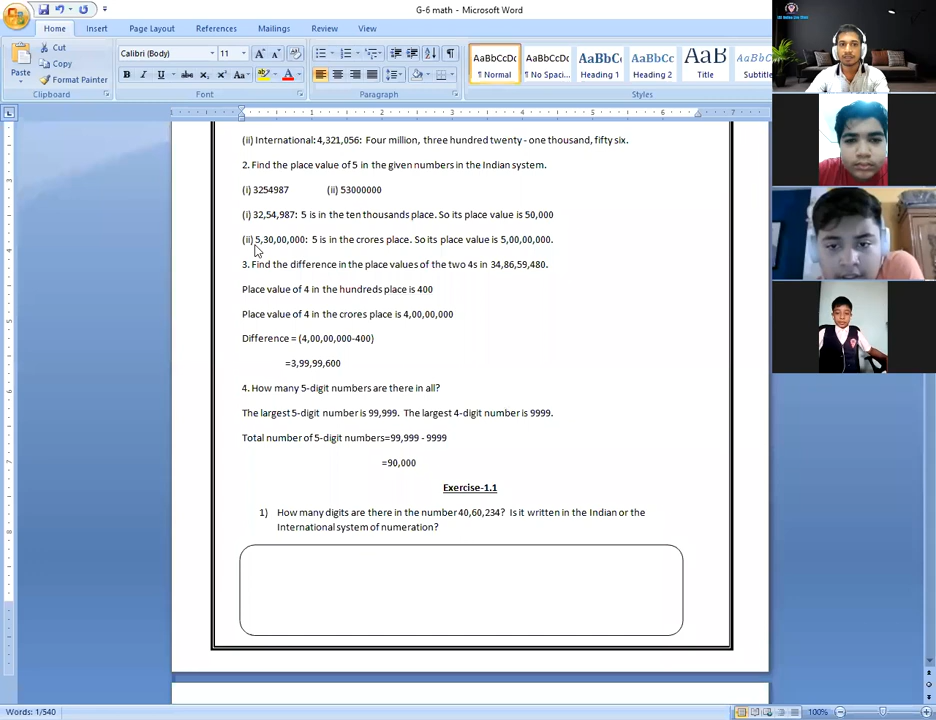 G-6 math - Microsoft Word
Home Insert Page Layout References Mailings Review View
Cut
Copy
Format Painter
Paste
Clipboard
Calibri (Body) 11
Font
Paragraph
AaBbCcDc AaBbCcDc AaBbC AaBbCc AaB AaBbCc
¶ Normal ¶ No Spaci... Heading 1 Heading 2 Title Subtitle
Styles
(ii) International: 4,321,056: Four million, three hundred twenty - one thousand, fifty six.
2. Find the place value of 5 in the given numbers in the Indian system.
(i) 3254987 (ii) 53000000
(i) 32,54,987: 5 is in the ten thousands place. So its place value is 50,000
(ii) 5,30,00,000: 5 is in the crores place. So its place value is 5,00,00,000.
3. Find the difference in the place values of the two 4s in 34,86,59,480.
Place value of 4 in the hundreds place is 400
Place value of 4 in the crores place is 4,00,00,000
Difference = (4,00,00,000-400)
=3,99,99,600
4. How many 5-digit numbers are there in all?
The largest 5-digit number is 99,999. The largest 4-digit number is 9999.
Total number of 5-digit numbers=99,999 - 9999
=90,000
Exercise-1.1
1) How many digits are there in the number 40,60,234? Is it written in the Indian or the
International system of numeration?
Words: 1/540
100%